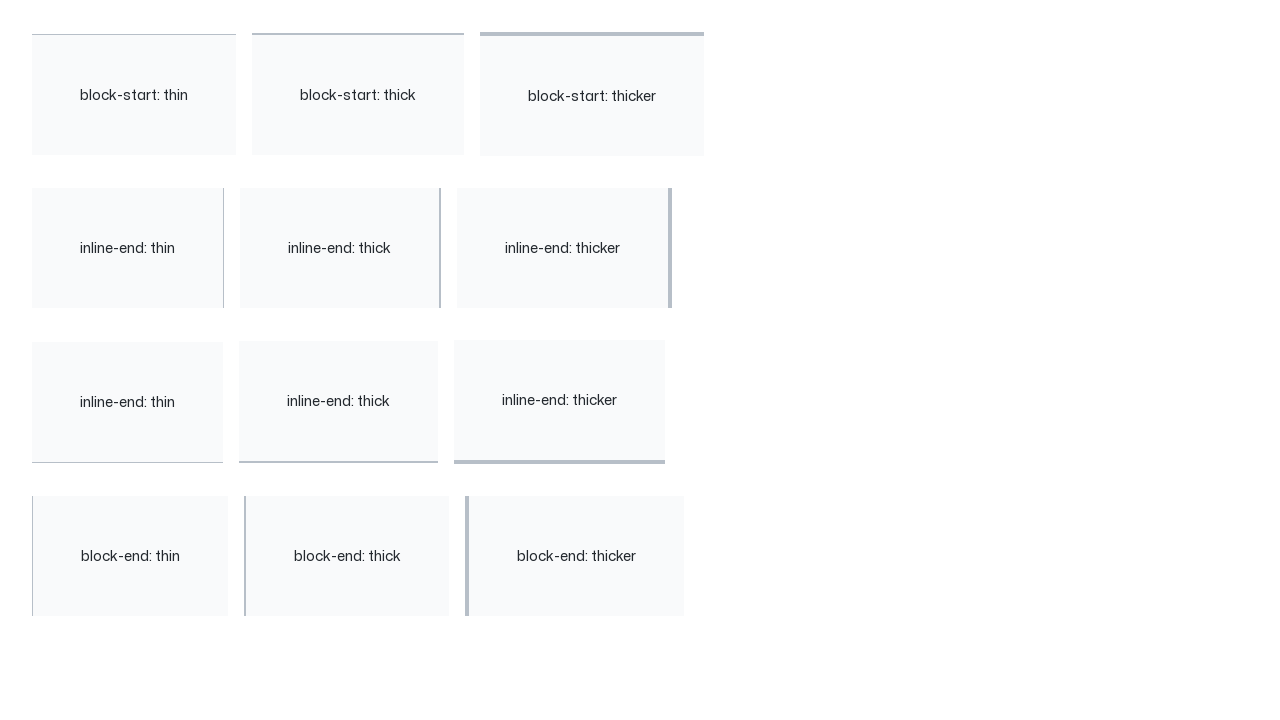 block-start: thin
block-start: thick
block-start: thicker
inline-end: thin
inline-end: thick
inline-end: thicker
inline-end: thin
inline-end: thick
inline-end: thicker
block-end: thin
block-end: thick
block-end: thicker